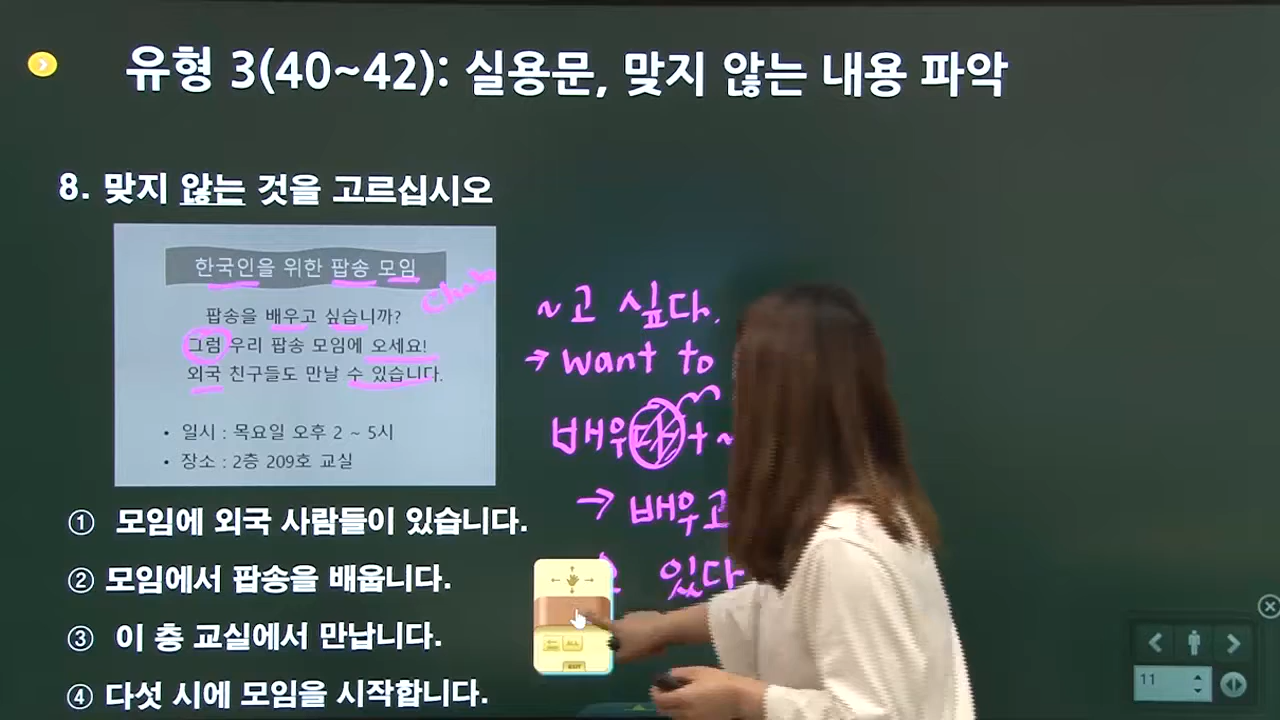 유형 3(40~42): 실용문, 맞지 않는 내용 파악
8. 맞지 않는 것을 고르십시오
한국인을 위한 팝송 모임
팝송을 배우고 싶습니까?
그럼 우리 팝송 모임에 오세요!
외국 친구들도 만날 수 있습니다.
• 일시 : 목요일 오후 2 ~ 5시
• 장소 : 2층 209호 교실
~고 싶다.
→ want to
배우다 + ~
→ 배우고
있다
① 모임에 외국 사람들이 있습니다.
② 모임에서 팝송을 배웁니다.
③ 이 층 교실에서 만납니다.
④ 다섯 시에 모임을 시작합니다.
ALL
EXIT
11